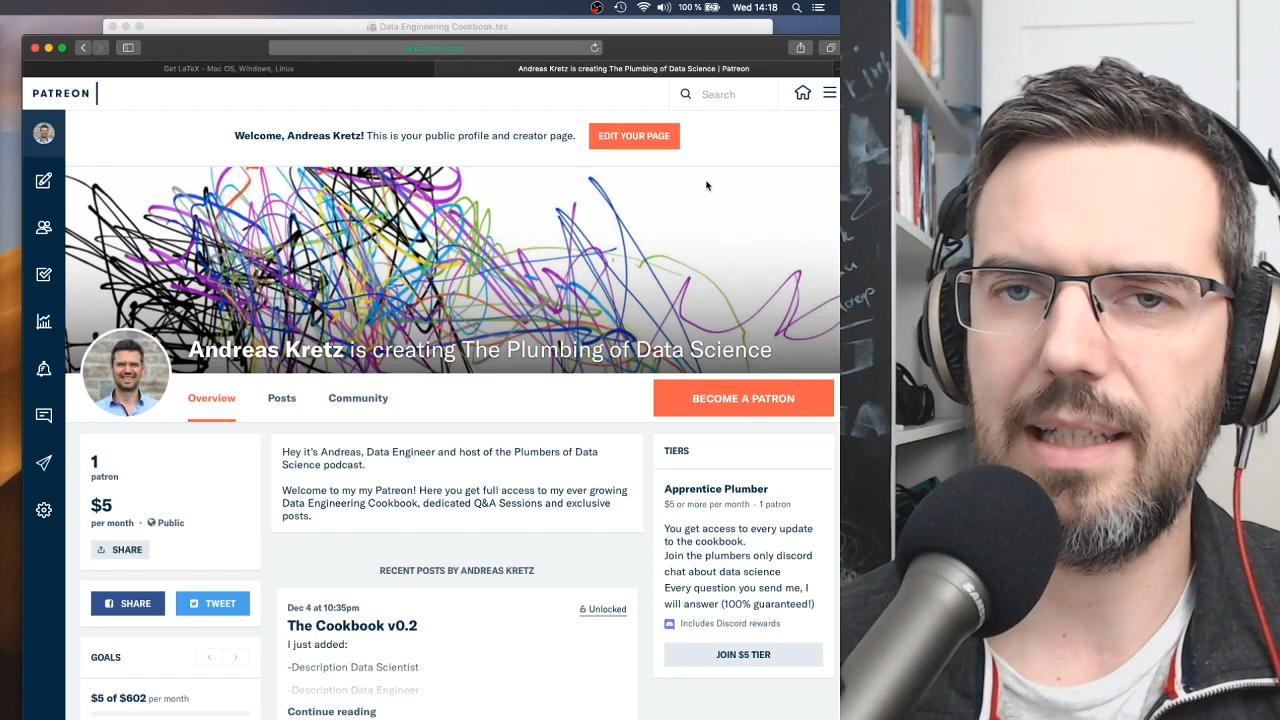 100 %
Wed 14:18
Data Engineering Cookbook.tex
patreon.com
Get LaTeX - Mac OS, Windows, Linux
Andreas Kretz is creating The Plumbing of Data Science | Patreon
PATREON
Search
Welcome, Andreas Kretz! This is your public profile and creator page.
EDIT YOUR PAGE
Andreas Kretz is creating The Plumbing of Data Science
Overview
Posts
Community
BECOME A PATRON
1
patron
$5
per month · Public
SHARE
SHARE
TWEET
GOALS
$5 of $602 per month
Hey it's Andreas, Data Engineer and host of the Plumbers of Data
Science podcast.
Welcome to my my Patreon! Here you get full access to my ever growing
Data Engineering Cookbook, dedicated Q&A Sessions and exclusive
posts.
RECENT POSTS BY ANDREAS KRETZ
Dec 4 at 10:35pm
Unlocked
The Cookbook v0.2
I just added:
-Description Data Scientist
-Description Data Engineer
Continue reading
TIERS
Apprentice Plumber
$5 or more per month · 1 patron
You get access to every update
to the cookbook.
Join the plumbers only discord
chat about data science
Every question you send me, I
will answer (100% guaranteed!)
Includes Discord rewards
JOIN $5 TIER